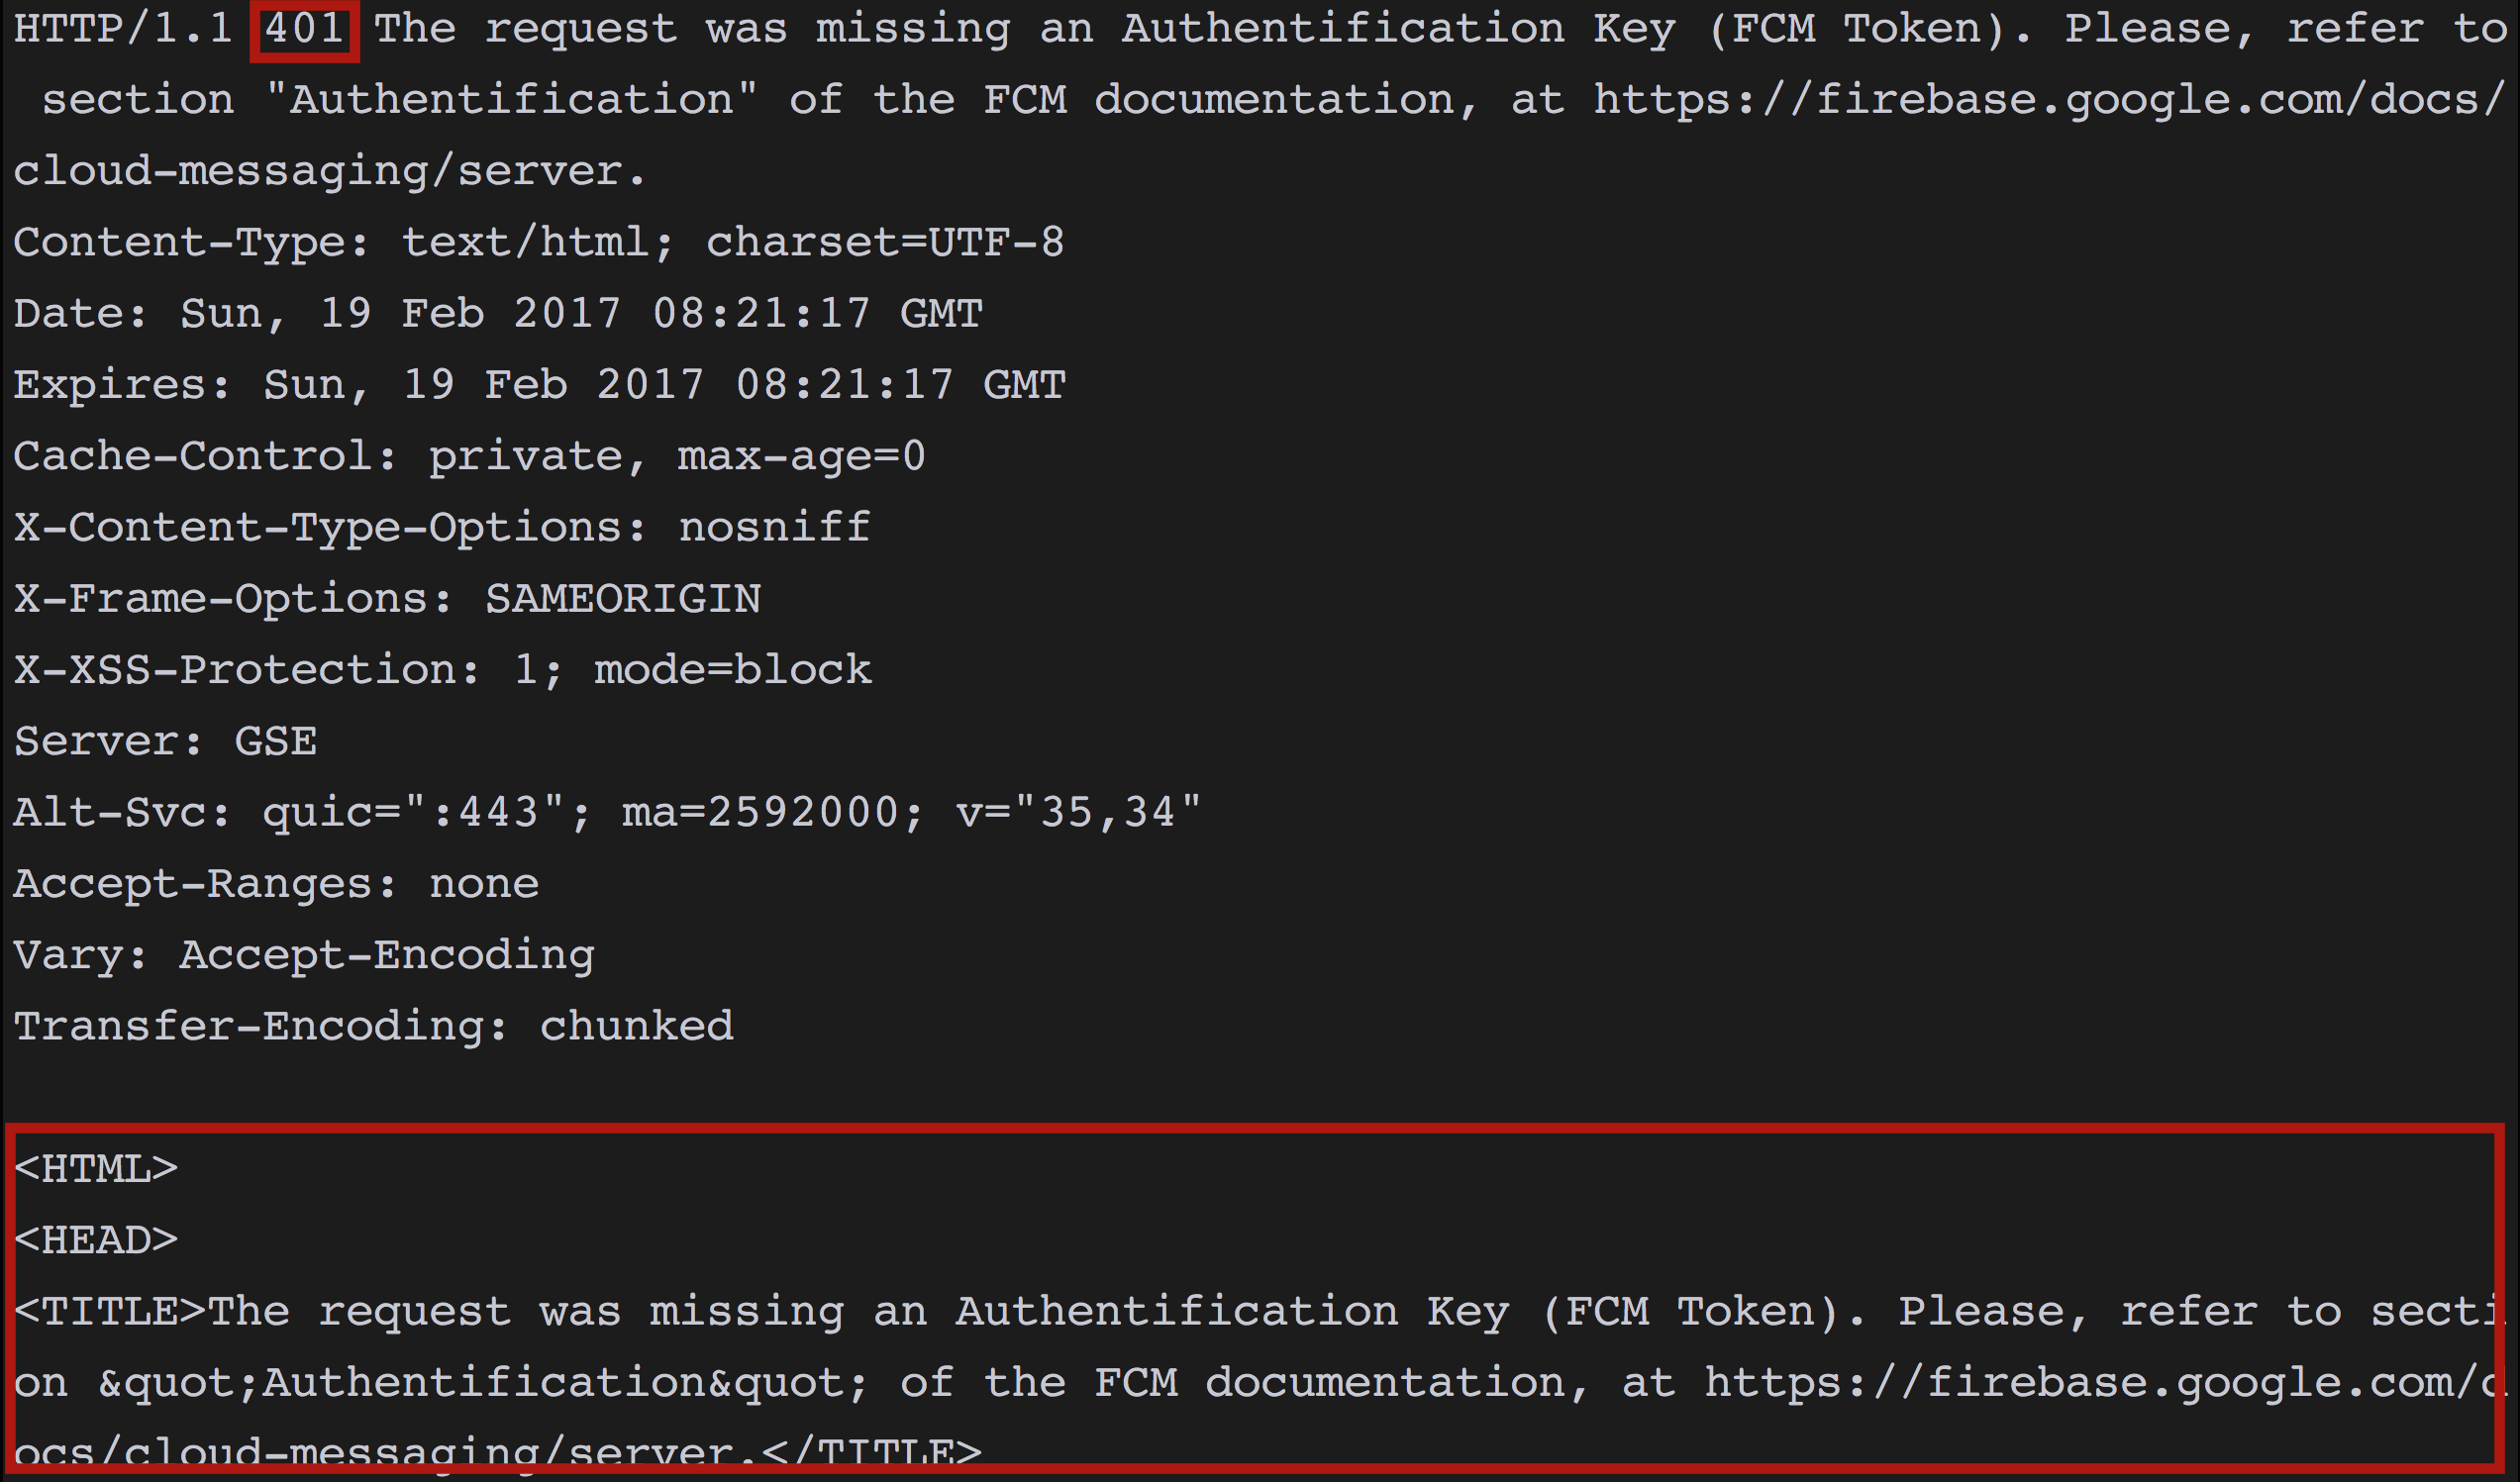 HTTP/1.1 401 The request was missing an Authentification Key (FCM Token). Please, refer to
 section "Authentification" of the FCM documentation, at https://firebase.google.com/docs/
cloud-messaging/server.
Content-Type: text/html; charset=UTF-8
Date: Sun, 19 Feb 2017 08:21:17 GMT
Expires: Sun, 19 Feb 2017 08:21:17 GMT
Cache-Control: private, max-age=0
X-Content-Type-Options: nosniff
X-Frame-Options: SAMEORIGIN
X-XSS-Protection: 1; mode=block
Server: GSE
Alt-Svc: quic=":443"; ma=2592000; v="35,34"
Accept-Ranges: none
Vary: Accept-Encoding
Transfer-Encoding: chunked

<HTML>
<HEAD>
<TITLE>The request was missing an Authentification Key (FCM Token). Please, refer to secti
on &quot;Authentification&quot; of the FCM documentation, at https://firebase.google.com/d
ocs/cloud-messaging/server.</TITLE>